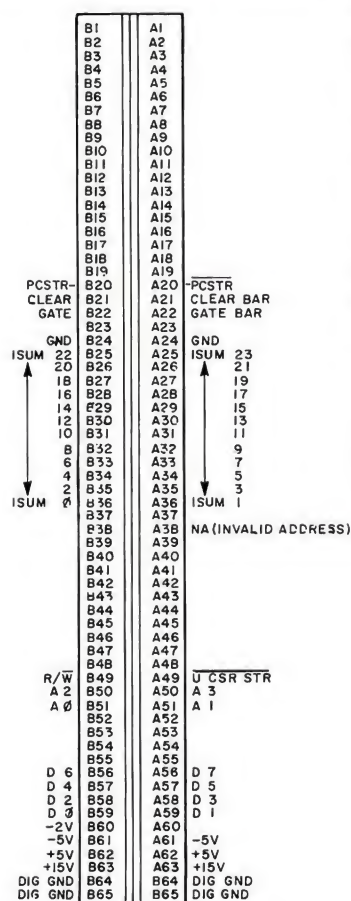 B1 A1
B2 A2
B3 A3
B4 A4
B5 A5
B6 A6
B7 A7
B8 A8
B9 A9
B10 A10
B11 A11
B12 A12
B13 A13
B14 A14
B15 A15
B16 A16
B17 A17
B18 A18
B19 A19
PCSTR- B20 A20 -PCSTR
CLEAR B21 A21 CLEAR BAR
GATE B22 A22 GATE BAR
B23 A23
GND B24 A24 GND
ISUM 22 B25 A25 ISUM 23
20 B26 A26 21
18 B27 A27 19
16 B28 A28 17
14 B29 A29 15
12 B30 A30 13
10 B31 A31 11
8 B32 A32 9
6 B33 A33 7
4 B34 A34 5
2 B35 A35 3
ISUM Ø B36 A36 ISUM 1
B37 A37
B38 A38 NA (INVALID ADDRESS)
B39 A39
B40 A40
B41 A41
B42 A42
B43 A43
B44 A44
B45 A45
B46 A46
B47 A47
B48 A48
R/W̅ B49 A49 U CSR STR
A 2 B50 A50 A 3
A Ø B51 A51 A 1
B52 A52
B53 A53
B54 A54
B55 A55
D 6 B56 A56 D 7
D 4 B57 A57 D 5
D 2 B58 A58 D 3
D Ø B59 A59 D 1
-2V B60 A60
-5V B61 A61 -5V
+5V B62 A62 +5V
+15V B63 A63 +15V
DIG GND B64 B64 DIG GND
DIG GND B65 B65 DIG GND